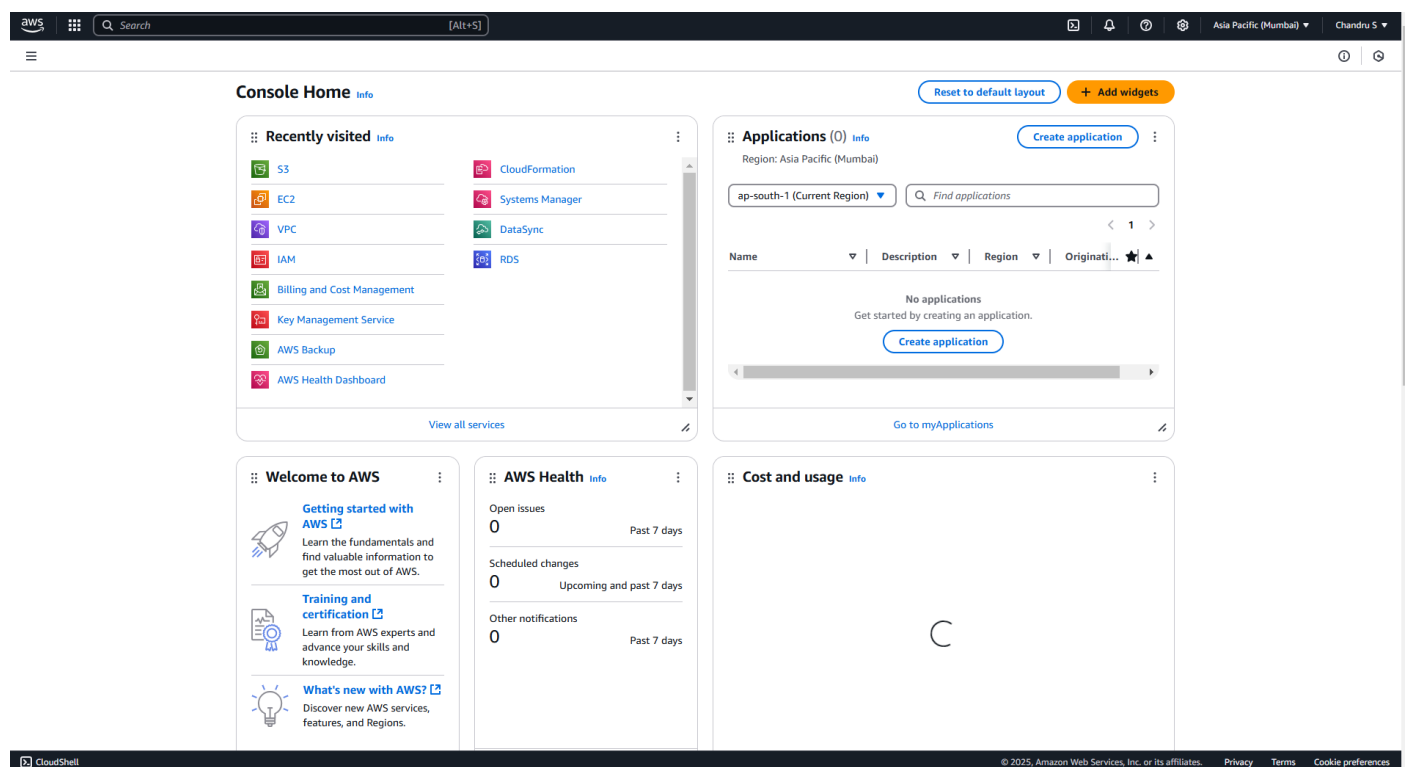 aws
Search
[Alt+S]
Asia Pacific (Mumbai)
Chandru S
Console Home Info
Reset to default layout
+ Add widgets
Recently visited Info
S3
EC2
VPC
IAM
Billing and Cost Management
Key Management Service
AWS Backup
AWS Health Dashboard
CloudFormation
Systems Manager
DataSync
RDS
View all services
Applications (0) Info
Create application
Region: Asia Pacific (Mumbai)
ap-south-1 (Current Region)
Find applications
1
Name
Description
Region
Originati...
No applications
Get started by creating an application.
Create application
Go to myApplications
Welcome to AWS
Getting started with
AWS
Learn the fundamentals and
find valuable information to
get the most out of AWS.
Training and
certification
Learn from AWS experts and
advance your skills and
knowledge.
What's new with AWS?
Discover new AWS services,
features, and Regions.
AWS Health Info
Open issues
0
Past 7 days
Scheduled changes
0
Upcoming and past 7 days
Other notifications
0
Past 7 days
Cost and usage Info
CloudShell
© 2025, Amazon Web Services, Inc. or its affiliates.
Privacy
Terms
Cookie preferences